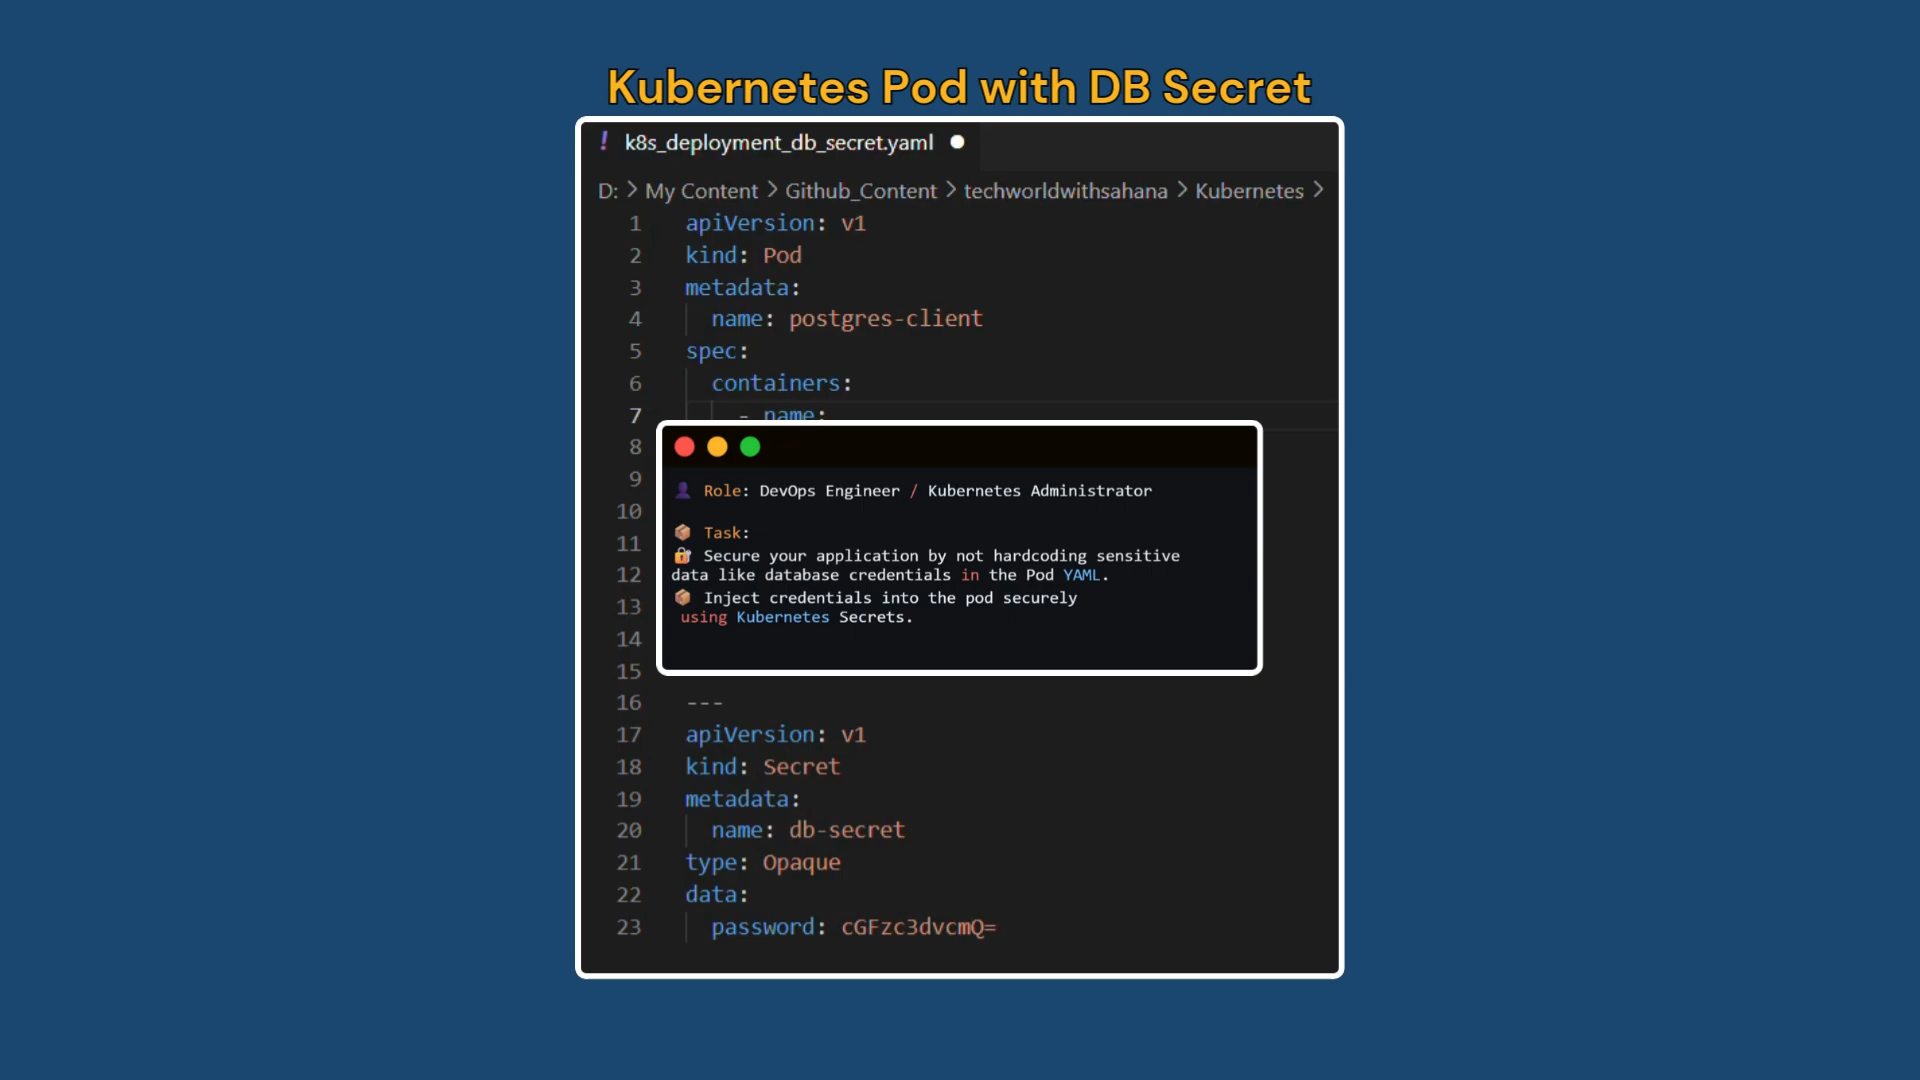 Kubernetes Pod with DB Secret
! k8s_deployment_db_secret.yaml
D: > My Content > Github_Content > techworldwithsahana > Kubernetes >
1 apiVersion: v1
2 kind: Pod
3 metadata:
4 name: postgres-client
5 spec:
6 containers:
7 - name:
8
9
10
11
12
13
14
15
Role: DevOps Engineer / Kubernetes Administrator
Task:
Secure your application by not hardcoding sensitive
data like database credentials in the Pod YAML.
Inject credentials into the pod securely
using Kubernetes Secrets.
16 ---
17 apiVersion: v1
18 kind: Secret
19 metadata:
20 name: db-secret
21 type: Opaque
22 data:
23 password: cGFzc3dvcmQ=